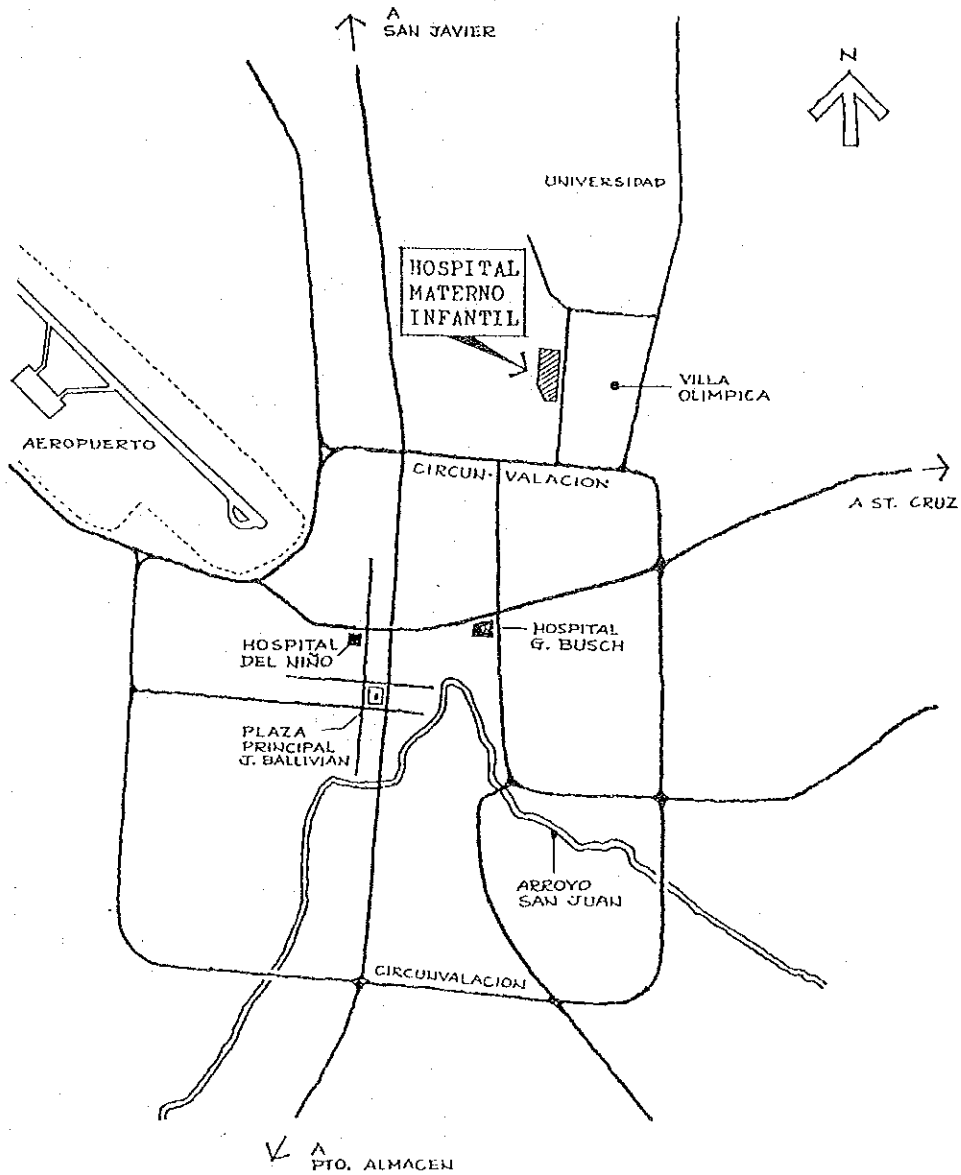 A
SAN JAVIER
N
UNIVERSIDAD
HOSPITAL
MATERNO
INFANTIL
VILLA
OLIMPICA
AEROPUERTO
CIRCUN-VALACION
A ST. CRUZ
HOSPITAL
DEL NIÑO
HOSPITAL
G. BUSCH
PLAZA
PRINCIPAL
J. BALLIVIAN
ARROYO
SAN JUAN
CIRCUNVALACION
A
PTO. ALMACEN